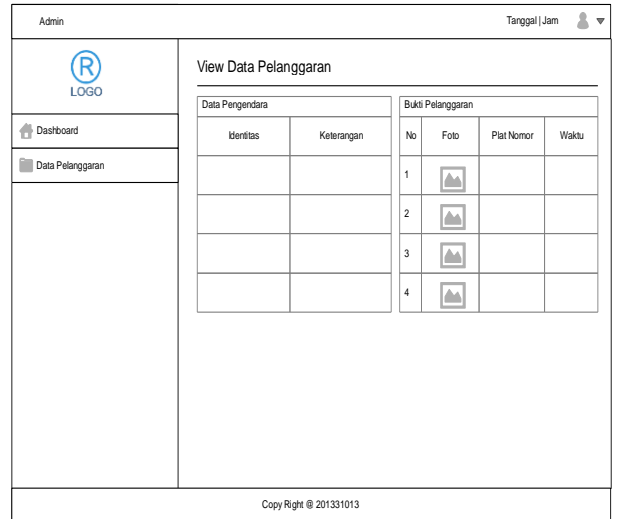 Admin
Tanggal | Jam
R
LOGO
Dashboard
Data Pelanggaran
View Data Pelanggaran
Data Pengendara
Identitas Keterangan
Bukti Pelanggaran
No Foto Plat Nomor Waktu
1
2
3
4
Copy Right @ 201331013